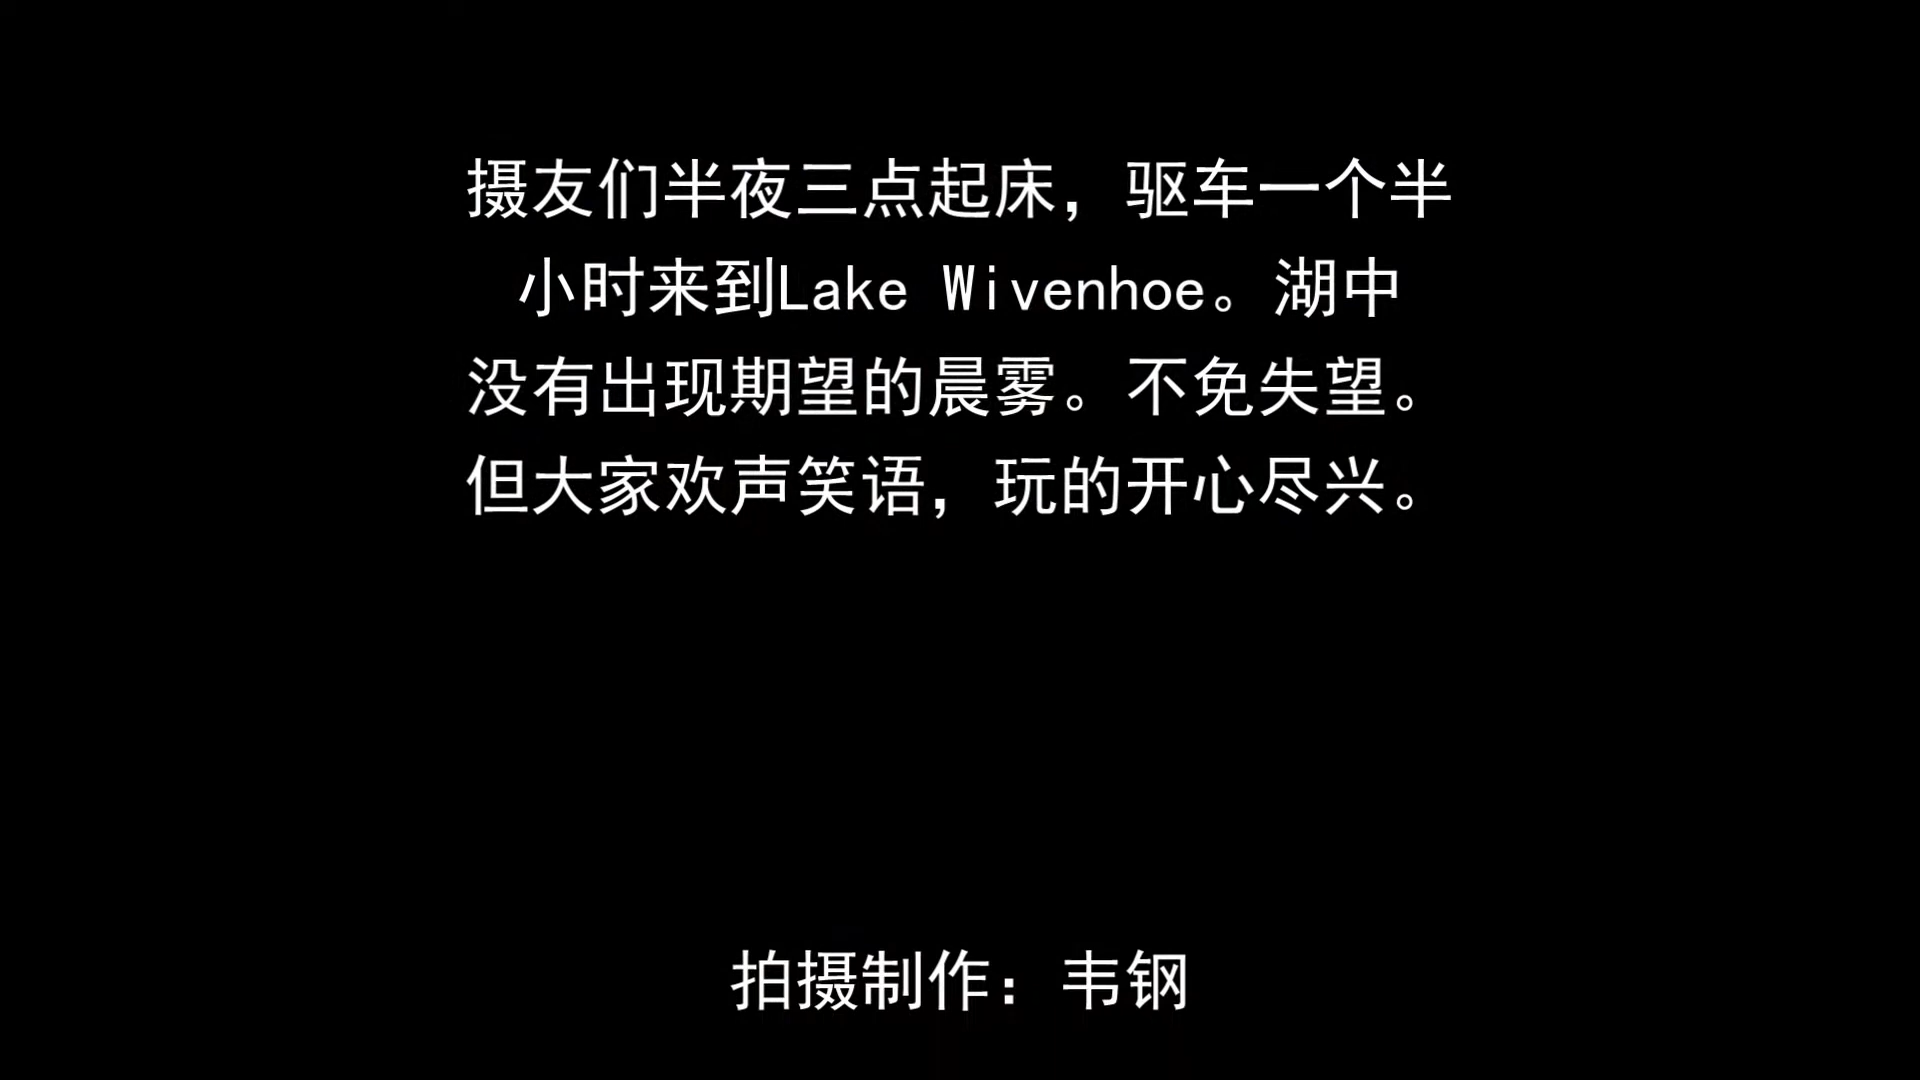 摄友们半夜三点起床，驱车一个半
小时来到Lake Wivenhoe。湖中
没有出现期望的晨雾。不免失望。
但大家欢声笑语，玩的开心尽兴。
拍摄制作：韦钢